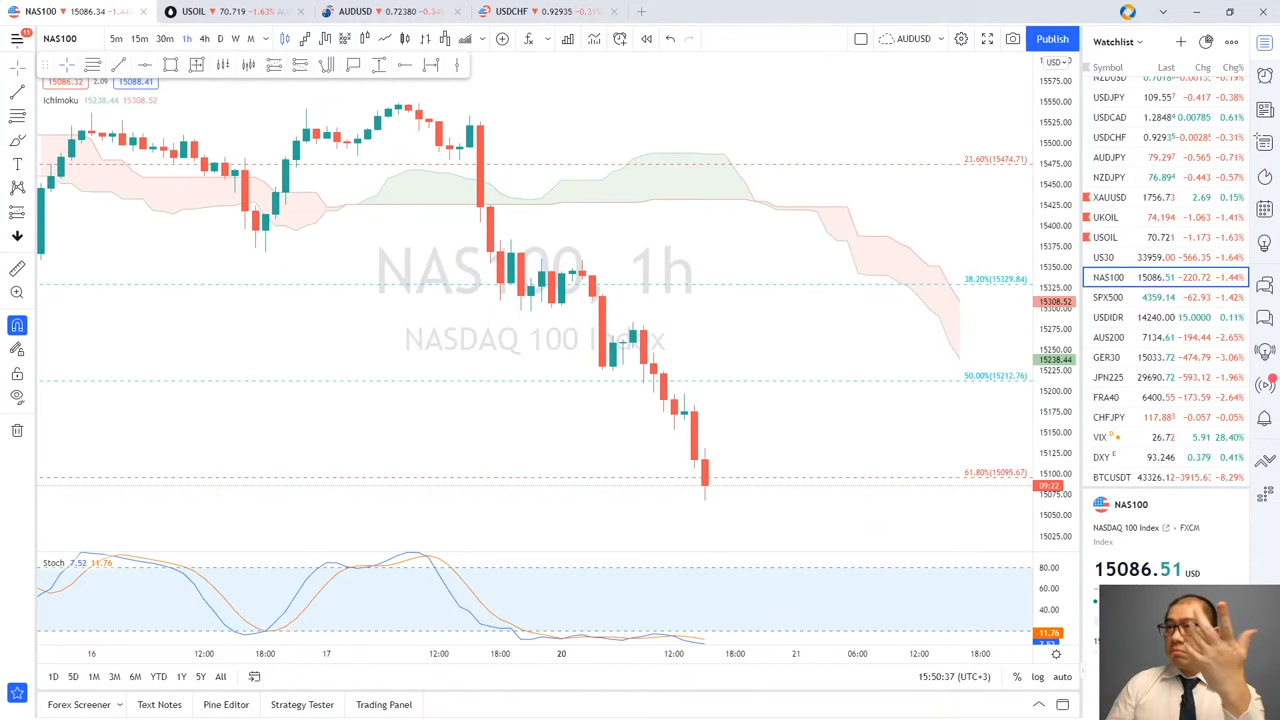 NAS100 ▼ 15086.34 −1.44%
USOIL ▼ 70.719 −1.63%
AUDUSD ▼ 0.72380 −0.34%
USDCHF ▼ 0.92935 −0.31%
11
NAS100 5m 15m 30m 1h 4h D W M
AUDUSD
Publish
15086.32 2.09 15088.41
Ichimoku 15238.44 15308.52
USD
15575.00
15550.00
15525.00
15500.00
15475.00
15450.00
15425.00
15400.00
15375.00
15350.00
15325.00
15308.52
15300.00
15275.00
15250.00
15238.44
15225.00
15200.00
15175.00
15150.00
15125.00
15100.00
09:22
15075.00
15050.00
15025.00
23.60%(15474.71)
38.20%(15329.84)
50.00%(15212.76)
61.80%(15095.67)
NAS100, 1h
NASDAQ 100 Index
Stoch 7.52 11.76
80.00
60.00
40.00
11.76
7.52
16 12:00 18:00 17 12:00 18:00 20 12:00 18:00 21 06:00 18:00
1D 5D 1M 3M 6M YTD 1Y 5Y All
15:50:37 (UTC+3) % log auto
Forex Screener Text Notes Pine Editor Strategy Tester Trading Panel
Watchlist
Symbol Last Chg Chg%
NZDUSD −0.19%
USDJPY 109.557 −0.417 −0.38%
USDCAD 1.28484 0.00785 0.61%
USDCHF 0.92935 −0.00285 −0.31%
AUDJPY 79.297 −0.565 −0.71%
NZDJPY 76.894 −0.443 −0.57%
XAUUSD 1756.73 2.69 0.15%
UKOIL 74.194 −1.063 −1.41%
USOIL 70.721 −1.173 −1.63%
US30 33959.00 −566.35 −1.64%
NAS100 15086.51 −220.72 −1.44%
SPX500 4359.14 −62.93 −1.42%
USDIDR 14240.00 15.0000 0.11%
AUS200 7134.61 −194.44 −2.65%
GER30 15033.72 −474.79 −3.06%
JPN225 29690.72 −593.12 −1.96%
FRA40 6400.55 −173.59 −2.64%
CHFJPY 117.883 −0.057 −0.05%
VIX D 26.72 5.91 28.40%
DXY E 93.246 0.379 0.41%
BTCUSDT 43326.12 −3915.63 −8.29%
NAS100
NASDAQ 100 Index • FXCM
Index
15086.51 USD